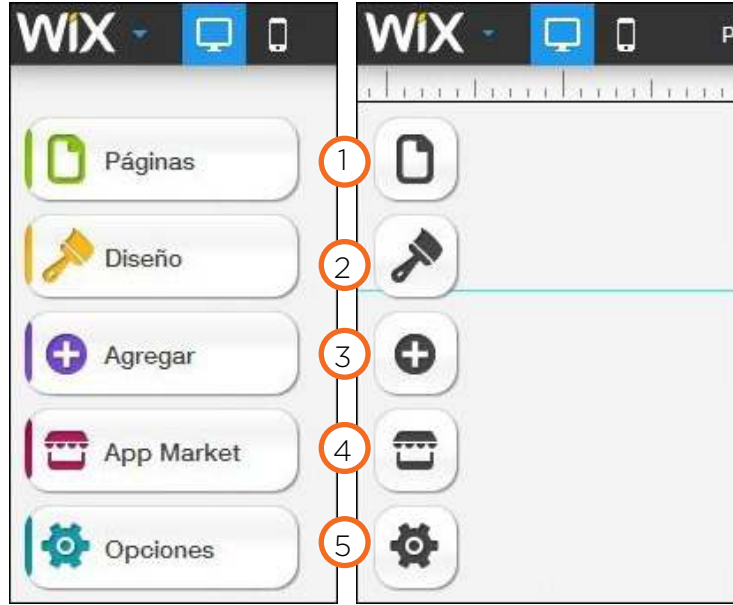 WiX
Páginas
Diseño
Agregar
App Market
Opciones
WiX
P
1
2
3
4
5